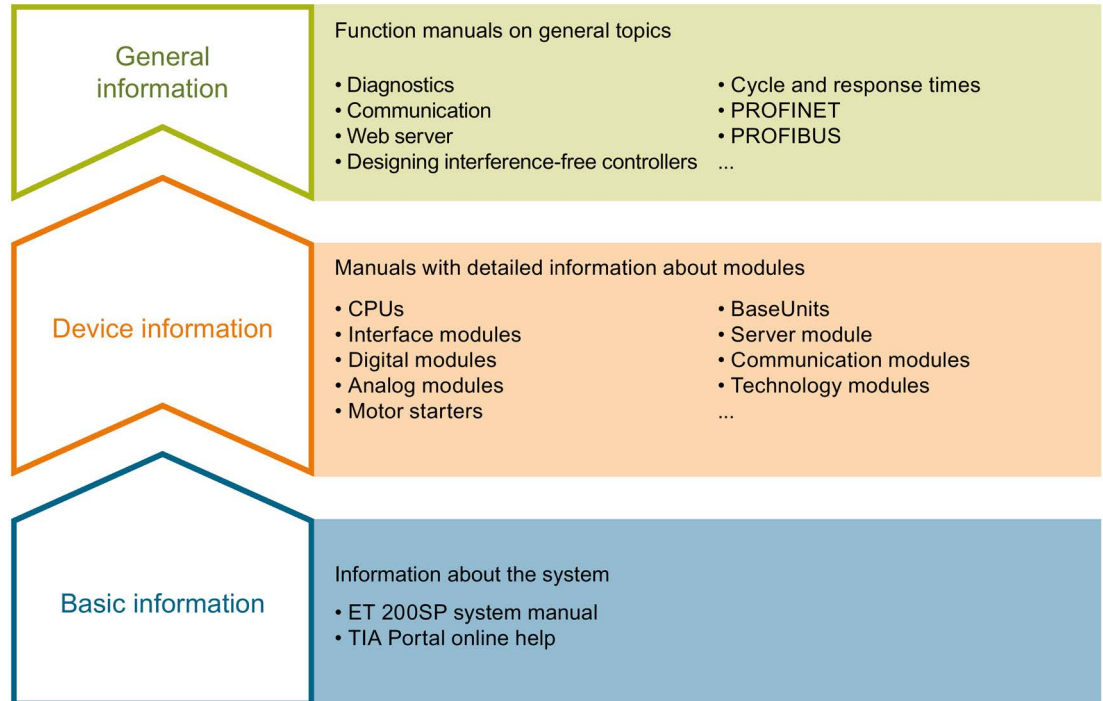 General
information
Function manuals on general topics
• Diagnostics
• Communication
• Web server
• Designing interference-free controllers
• Cycle and response times
• PROFINET
• PROFIBUS
...
Device information
Manuals with detailed information about modules
• CPUs
• Interface modules
• Digital modules
• Analog modules
• Motor starters
• BaseUnits
• Server module
• Communication modules
• Technology modules
...
Basic information
Information about the system
• ET 200SP system manual
• TIA Portal online help